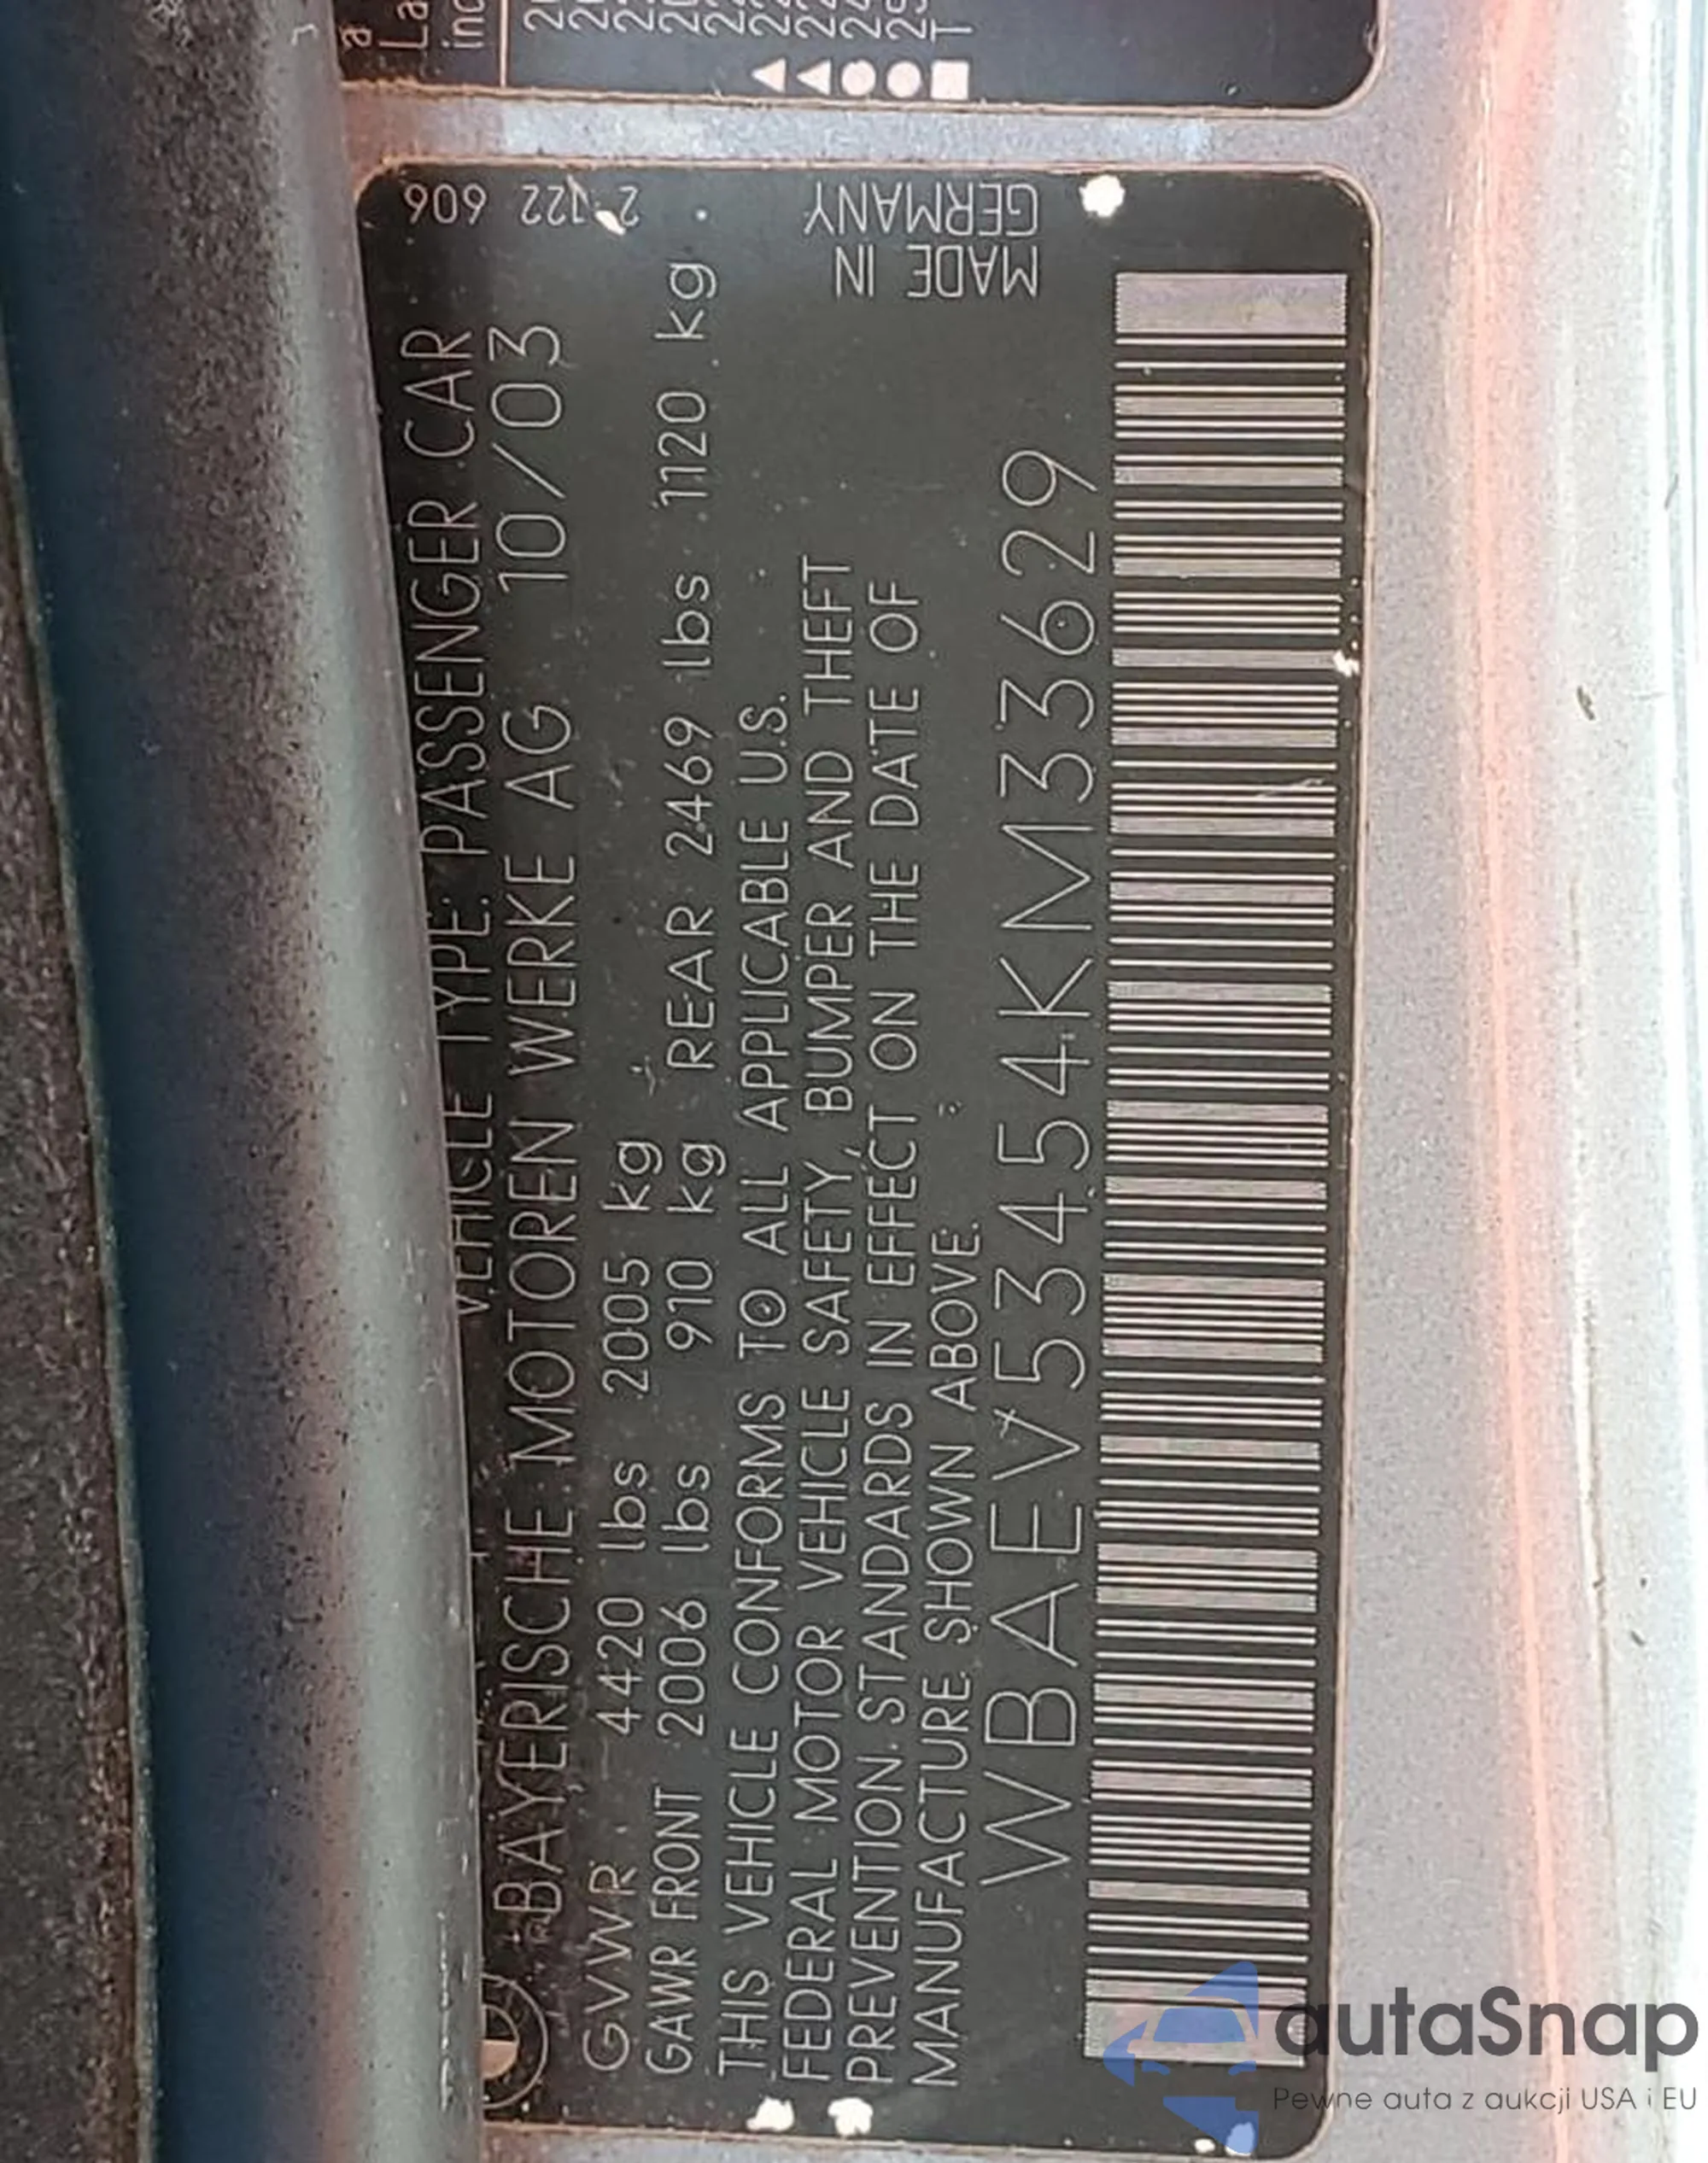 VEHICLE TYPE: PASSENGER CAR
BAYERISCHE MOTOREN WERKE AG 10/03
GVWR 4420 lbs 2005 kg
GAWR FRONT 2006 lbs 910 kg REAR 2469 lbs 1120 kg
THIS VEHICLE CONFORMS TO ALL APPLICABLE U.S.
FEDERAL MOTOR VEHICLE SAFETY, BUMPER AND THEFT
PREVENTION STANDARDS IN EFFECT ON THE DATE OF
MANUFACTURE SHOWN ABOVE.
WBAEV53454KM33629
606
MADE IN
GERMANY
autaSnap
Pewne auta z aukcji USA i EU